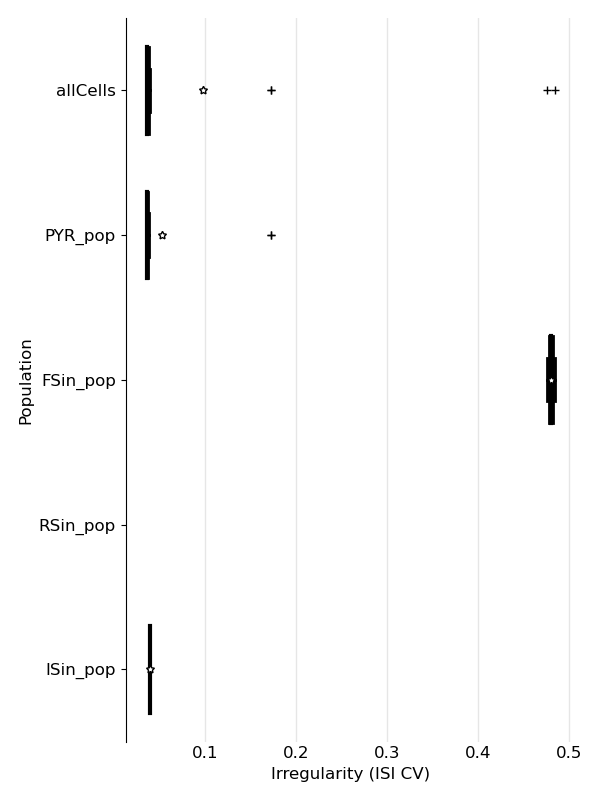 allCells
PYR_pop
FSin_pop
RSin_pop
ISin_pop
Population
0.1 0.2 0.3 0.4 0.5
Irregularity (ISI CV)